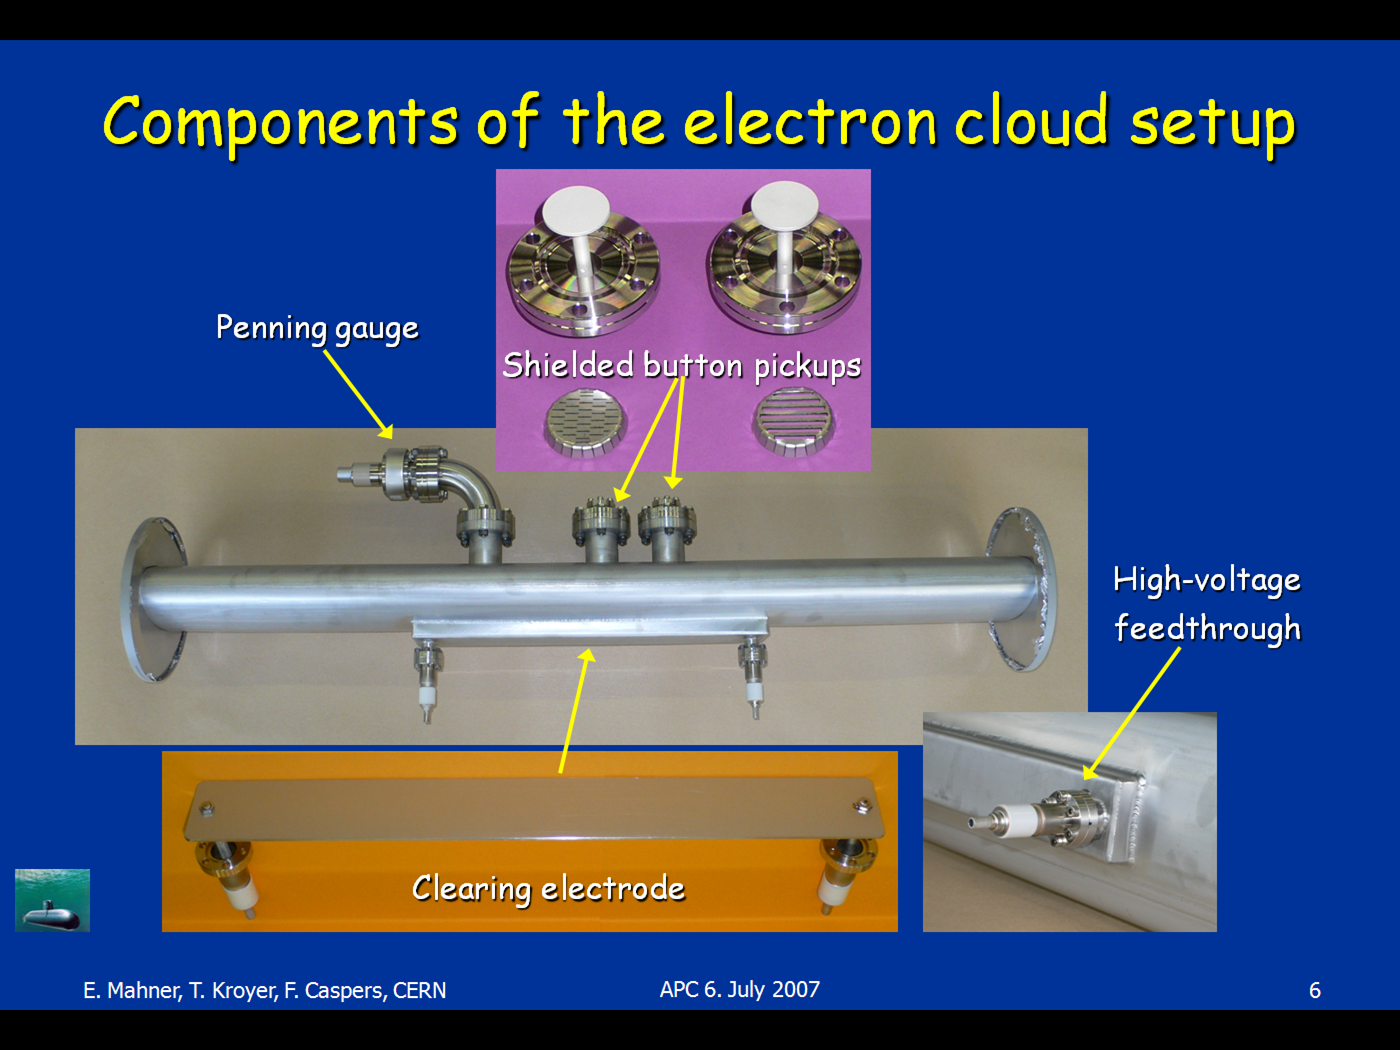 Components of the electron cloud setup
Penning gauge
Shielded button pickups
High-voltage
feedthrough
Clearing electrode
E. Mahner, T. Kroyer, F. Caspers, CERN
APC 6. July 2007
6